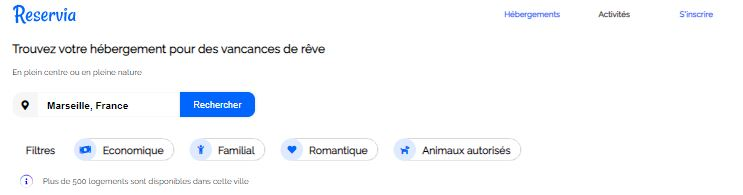 Reservia
Hébergements Activités S'inscrire
Trouvez votre hébergement pour des vancances de rêve
En plein centre ou en pleine nature
Marseille, France Rechercher
Filtres Economique Familial Romantique Animaux autorisés
Plus de 500 logements sont disponibles dans cette ville